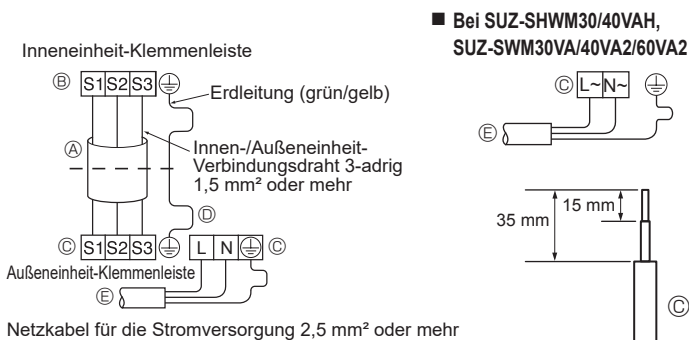 Inneneinheit-Klemmenleiste
Ⓑ S1 S2 S3
Erdleitung (grün/gelb)
Ⓐ
Innen-/Außeneinheit-
Verbindungsdraht 3-adrig
1,5 mm² oder mehr
Ⓓ
Ⓒ S1 S2 S3 L N Ⓒ
Außeneinheit-Klemmenleiste
Ⓔ
Netzkabel für die Stromversorgung 2,5 mm² oder mehr
■ Bei SUZ-SHWM30/40VAH,
SUZ-SWM30VA/40VA2/60VA2
Ⓒ L~ N~
Ⓔ
15 mm
35 mm
Ⓒ